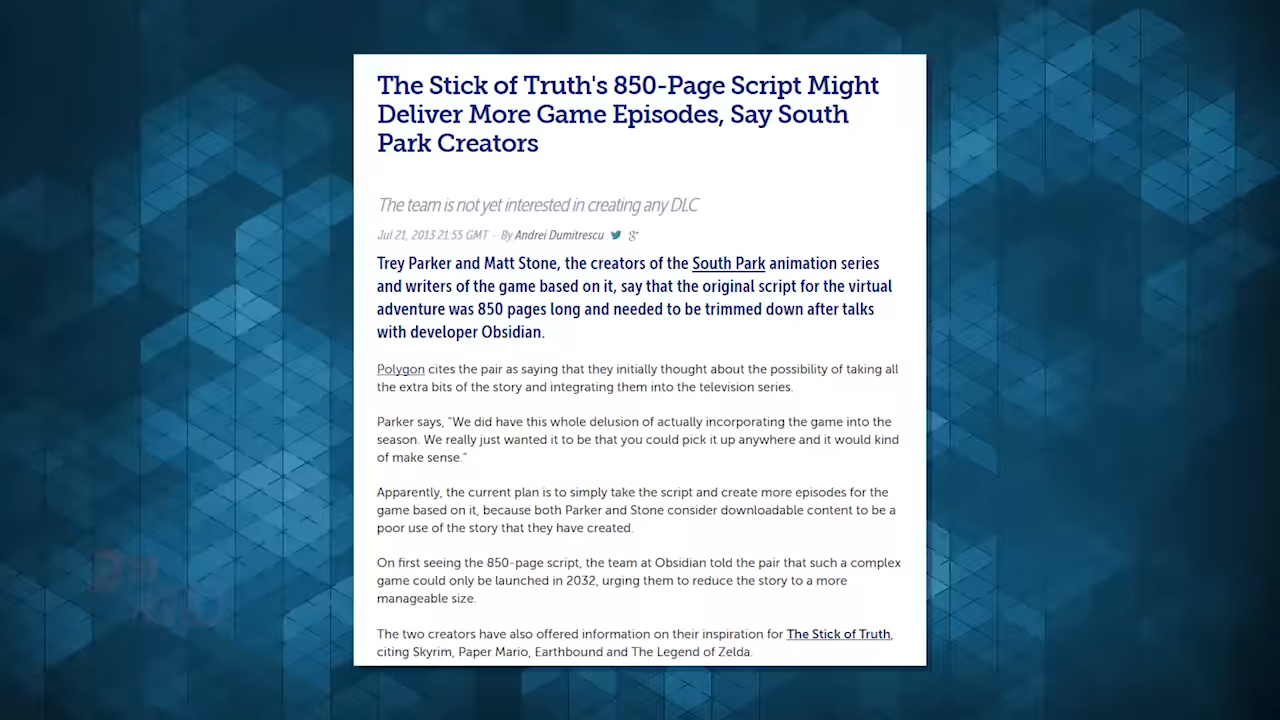 The Stick of Truth's 850-Page Script Might
Deliver More Game Episodes, Say South
Park Creators
The team is not yet interested in creating any DLC
Jul 21, 2013 21:55 GMT - By Andrei Dumitrescu
Trey Parker and Matt Stone, the creators of the South Park animation series
and writers of the game based on it, say that the original script for the virtual
adventure was 850 pages long and needed to be trimmed down after talks
with developer Obsidian.
Polygon cites the pair as saying that they initially thought about the possibility of taking all
the extra bits of the story and integrating them into the television series.
Parker says, "We did have this whole delusion of actually incorporating the game into the
season. We really just wanted it to be that you could pick it up anywhere and it would kind
of make sense."
Apparently, the current plan is to simply take the script and create more episodes for the
game based on it, because both Parker and Stone consider downloadable content to be a
poor use of the story that they have created.
On first seeing the 850-page script, the team at Obsidian told the pair that such a complex
game could only be launched in 2032, urging them to reduce the story to a more
manageable size.
The two creators have also offered information on their inspiration for The Stick of Truth,
citing Skyrim, Paper Mario, Earthbound and The Legend of Zelda.